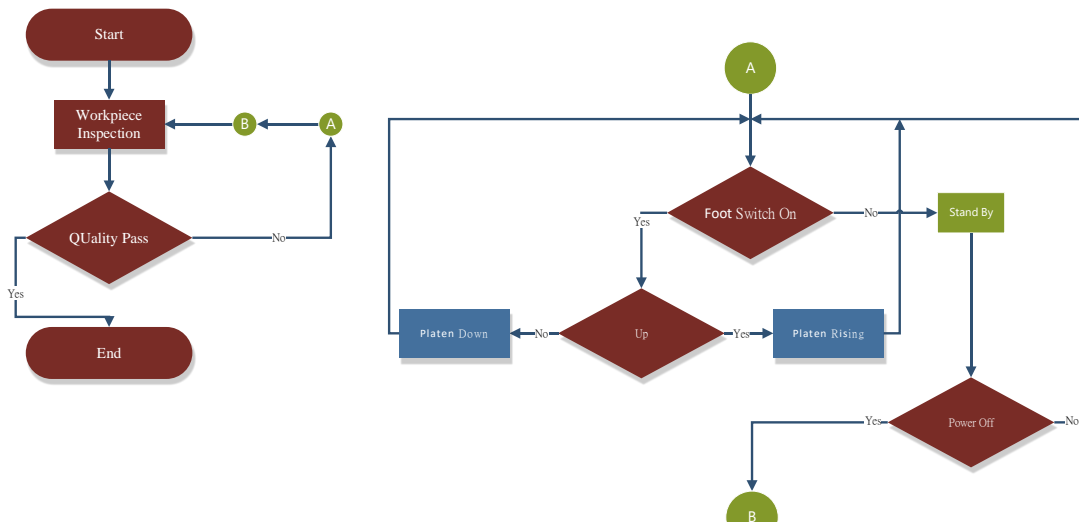 Start
Workpiece
Inspection
B
A
QUality Pass
No
Yes
End
A
Foot Switch On
Yes
No
Stand By
Platen Down
No
Up
Yes
Platen Rising
Yes
Power Off
No
B